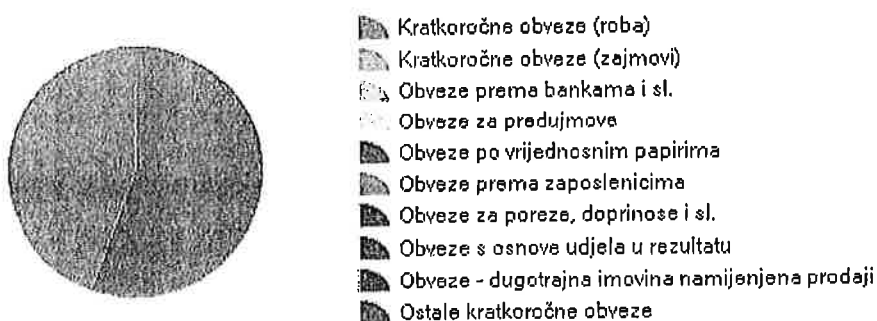 Kratkoročne obveze (roba)
Kratkoročne obveze (zajmovi)
Obveze prema bankama i sl.
Obveze za predujmove
Obveze po vrijednosnim papirima
Obveze prema zaposlenicima
Obveze za poreze, doprinose i sl.
Obveze s osnove udjela u rezultatu
Obveze - dugotrajna imovina namijenjena prodaji
Ostale kratkoročne obveze